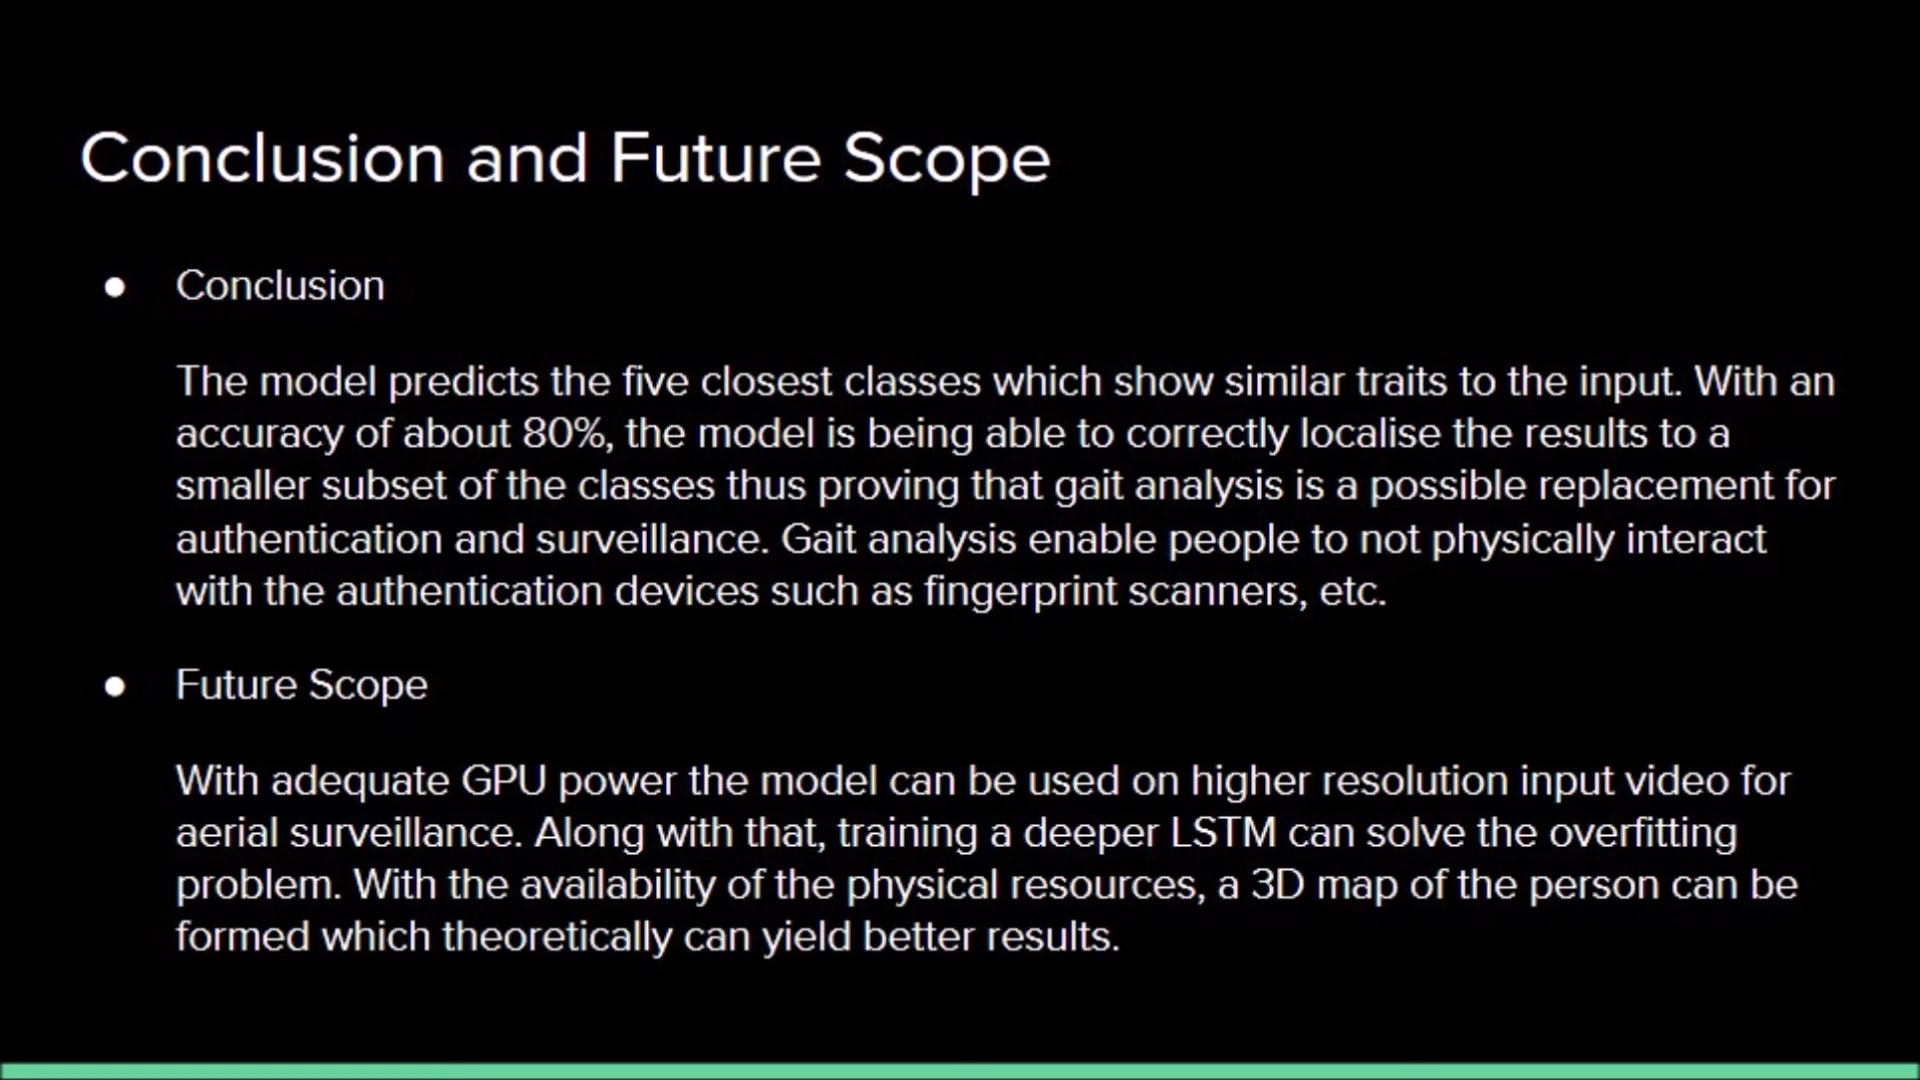 Conclusion and Future Scope
● Conclusion
The model predicts the five closest classes which show similar traits to the input. With an
accuracy of about 80%, the model is being able to correctly localise the results to a
smaller subset of the classes thus proving that gait analysis is a possible replacement for
authentication and surveillance. Gait analysis enable people to not physically interact
with the authentication devices such as fingerprint scanners, etc.
● Future Scope
With adequate GPU power the model can be used on higher resolution input video for
aerial surveillance. Along with that, training a deeper LSTM can solve the overfitting
problem. With the availability of the physical resources, a 3D map of the person can be
formed which theoretically can yield better results.